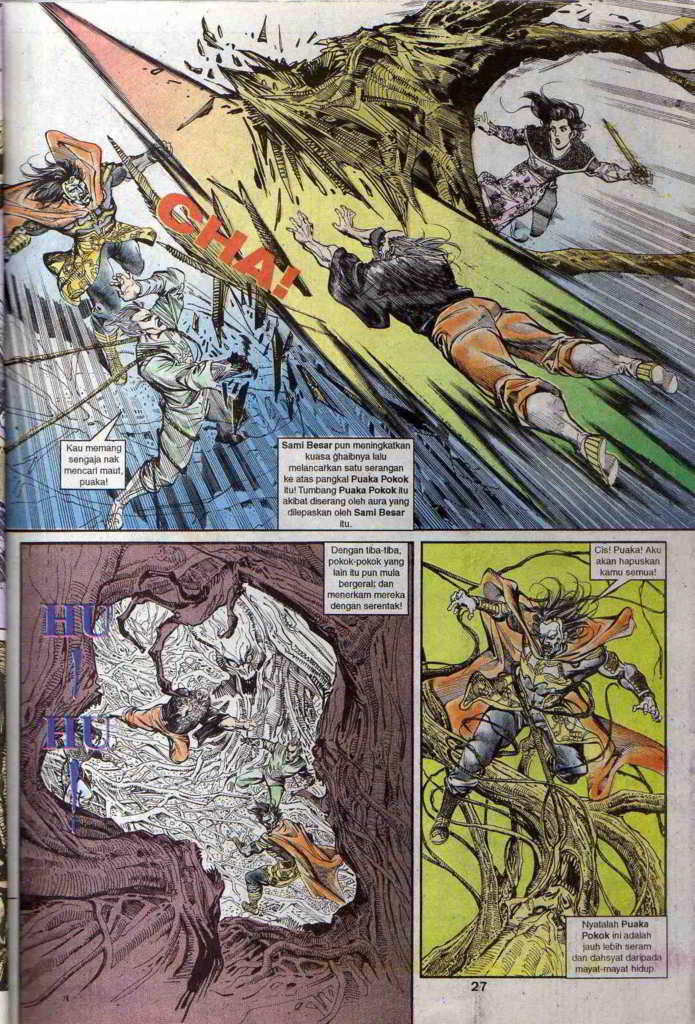 CHA!
Kau memang
sengaja nak
mencari maut,
puaka!
Sami Besar pun meningkatkan
kuasa ghaibnya lalu
melancarkan satu serangan
ke atas pangkal Puaka Pokok
itu! Tumbang Puaka Pokok itu
akibat diserang oleh aura yang
dilepaskan oleh Sami Besar
itu.
Dengan tiba-tiba,
pokok-pokok yang
lain itu pun mula
bergerak; dan
menerkam mereka
dengan serentak!
HU
!
HU
!
Cis! Puaka! Aku
akan hapuskan
kamu semua!
Nyatalah Puaka
Pokok ini adalah
jauh lebih seram
dan dahsyat daripada
mayat-mayat hidup.
27